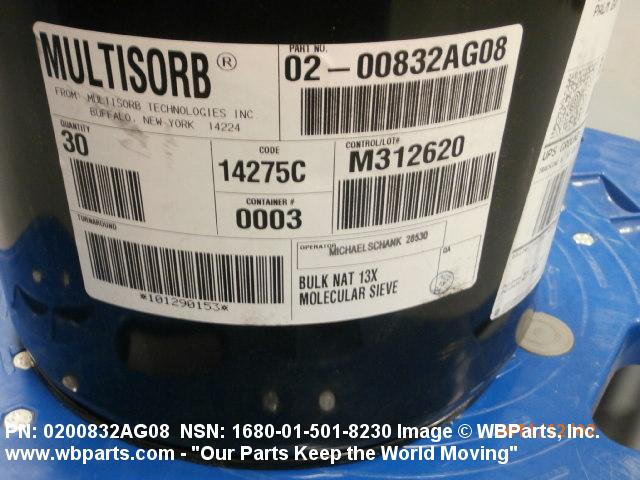 MULTISORB®
FROM: MULTISORB TECHNOLOGIES INC
BUFFALO, NEW YORK 14224
PART NO.
02-00832AG08
QUANTITY
30
CODE
14275C
CONTROL/LOT#
M312620
CONTAINER #
0003
TURNAROUND
*101290153*
OPERATOR
MICHAELSCHANK 28530
QA
BULK NAT 13X
MOLECULAR SIEVE
UPS GROUND
PN: 0200832AG08 NSN: 1680-01-501-8230 Image © WBParts, Inc.
www.wbparts.com - "Our Parts Keep the World Moving"